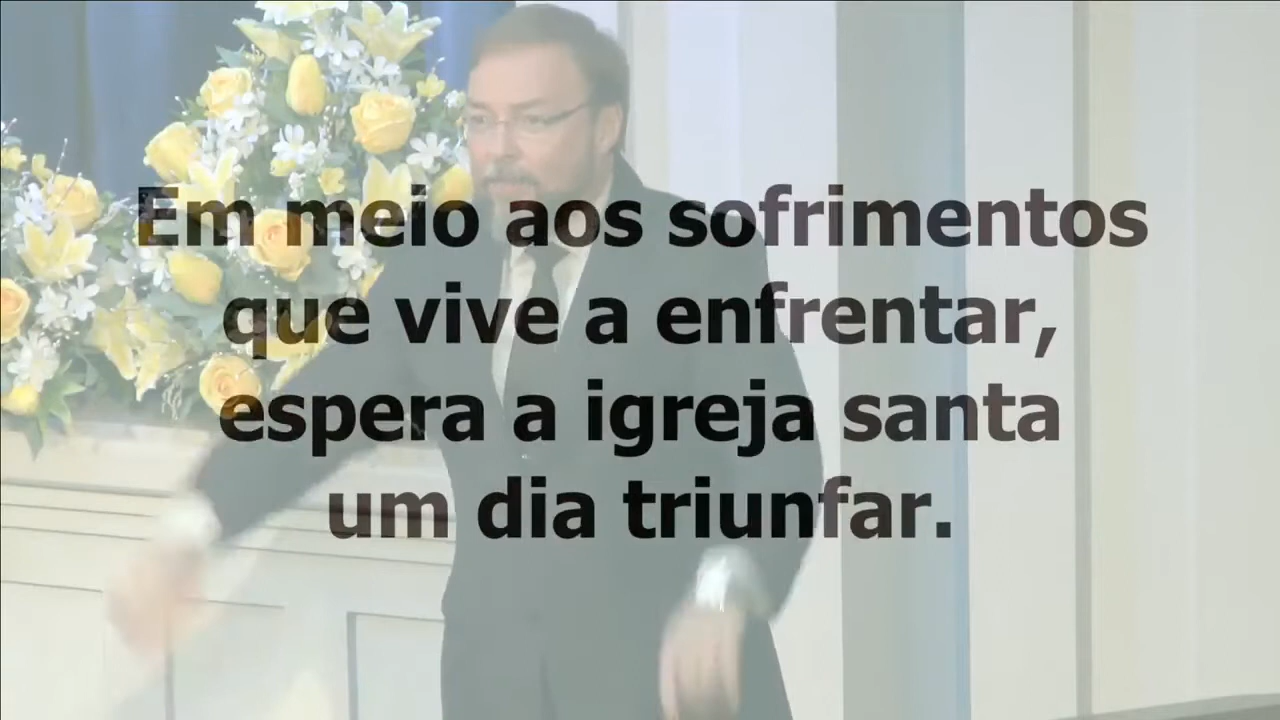 Em meio aos sofrimentos
que vive a enfrentar,
espera a igreja santa
um dia triunfar.